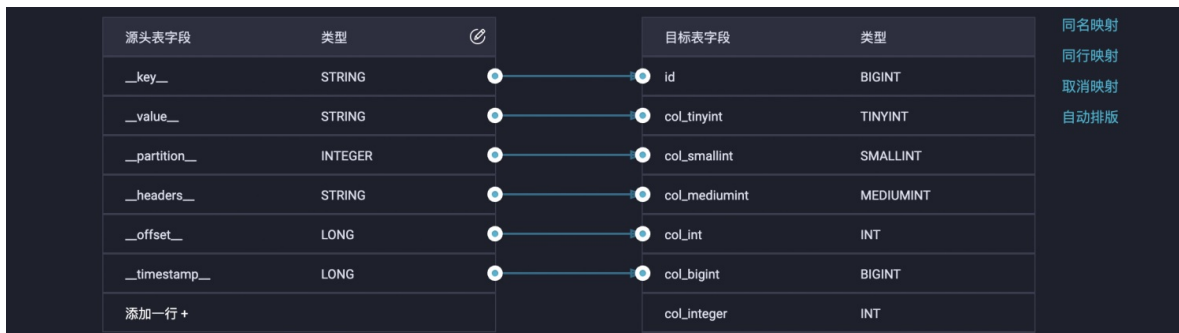 源头表字段 类型 目标表字段 类型 同名映射
同行映射
__key__ STRING id BIGINT
取消映射
__value__ STRING col_tinyint TINYINT 自动排版
__partition__ INTEGER col_smallint SMALLINT
__headers__ STRING col_mediumint MEDIUMINT
__offset__ LONG col_int INT
__timestamp__ LONG col_bigint BIGINT
添加一行 + col_integer INT